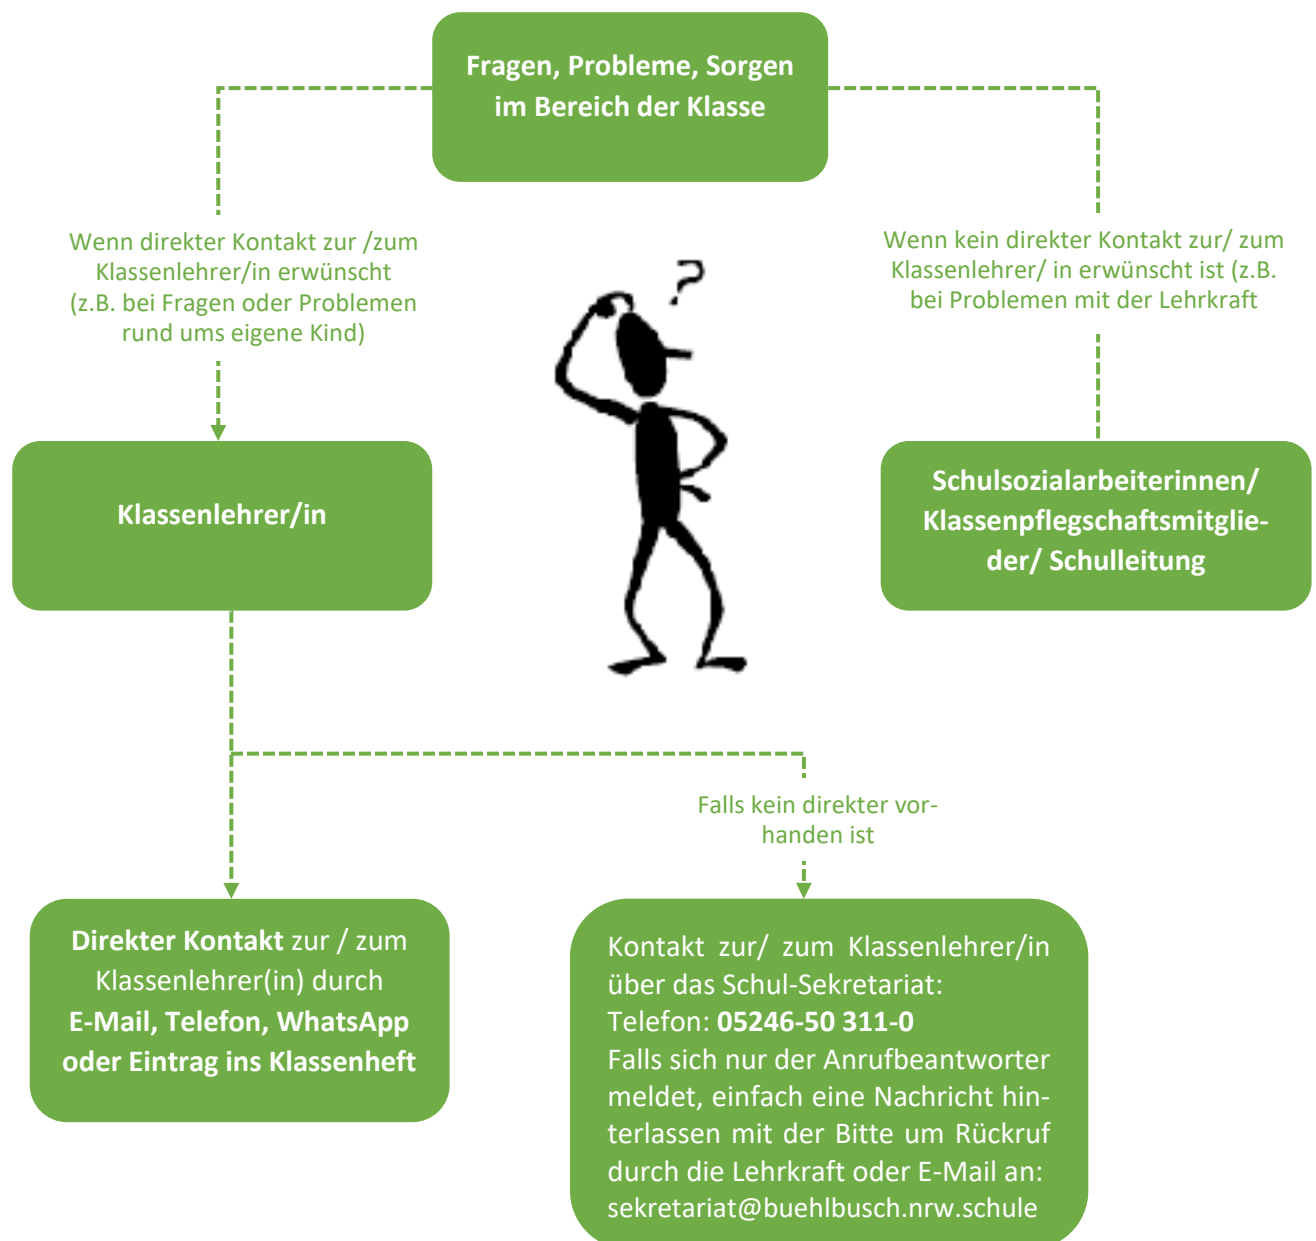 Fragen, Probleme, Sorgen
im Bereich der Klasse
Wenn direkter Kontakt zur /zum
Klassenlehrer/in erwünscht
(z.B. bei Fragen oder Problemen
rund ums eigene Kind)
Wenn kein direkter Kontakt zur/ zum
Klassenlehrer/ in erwünscht ist (z.B.
bei Problemen mit der Lehrkraft
?
Klassenlehrer/in
Schulsozialarbeiterinnen/
Klassenpflegschaftsmitglie-
der/ Schulleitung
Falls kein direkter vor-
handen ist
Direkter Kontakt zur / zum
Klassenlehrer(in) durch
E-Mail, Telefon, WhatsApp
oder Eintrag ins Klassenheft
Kontakt zur/ zum Klassenlehrer/in
über das Schul-Sekretariat:
Telefon: 05246-50 311-0
Falls sich nur der Anrufbeantworter
meldet, einfach eine Nachricht hin-
terlassen mit der Bitte um Rückruf
durch die Lehrkraft oder E-Mail an:
sekretariat@buehlbusch.nrw.schule